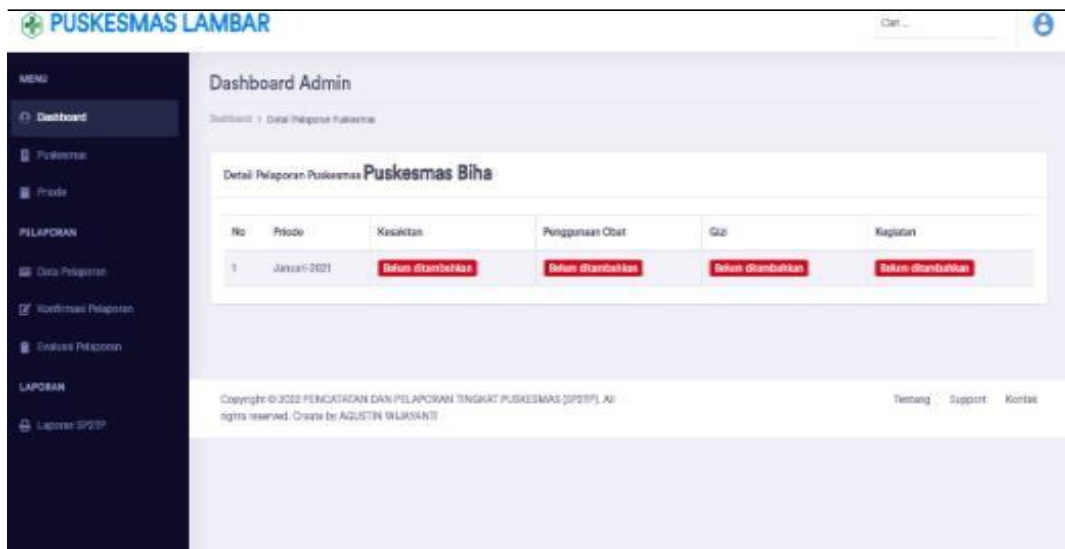 PUSKESMAS LAMBAR
Cari ...
MENU
Dashboard
Puskesmas
Priode
PELAPORAN
Data Pelaporan
Konfirmasi Pelaporan
Evaluasi Pelaporan
LAPORAN
Laporan SP2TP
Dashboard Admin
Dashboard > Detail Pelaporan Puskesmas
Detail Pelaporan Puskesmas Puskesmas Biha
No Priode Kesakitan Penggunaan Obat Gizi Kegiatan
1 Januari-2021 Belum ditambahkan Belum ditambahkan Belum ditambahkan Belum ditambahkan
Copyright © 2022 PENCATATAN DAN PELAPORAN TINGKAT PUSKESMAS (SP2TP). All
rights reserved. Create by AGUSTIN WIJAYANTI
Tentang Support Kontak